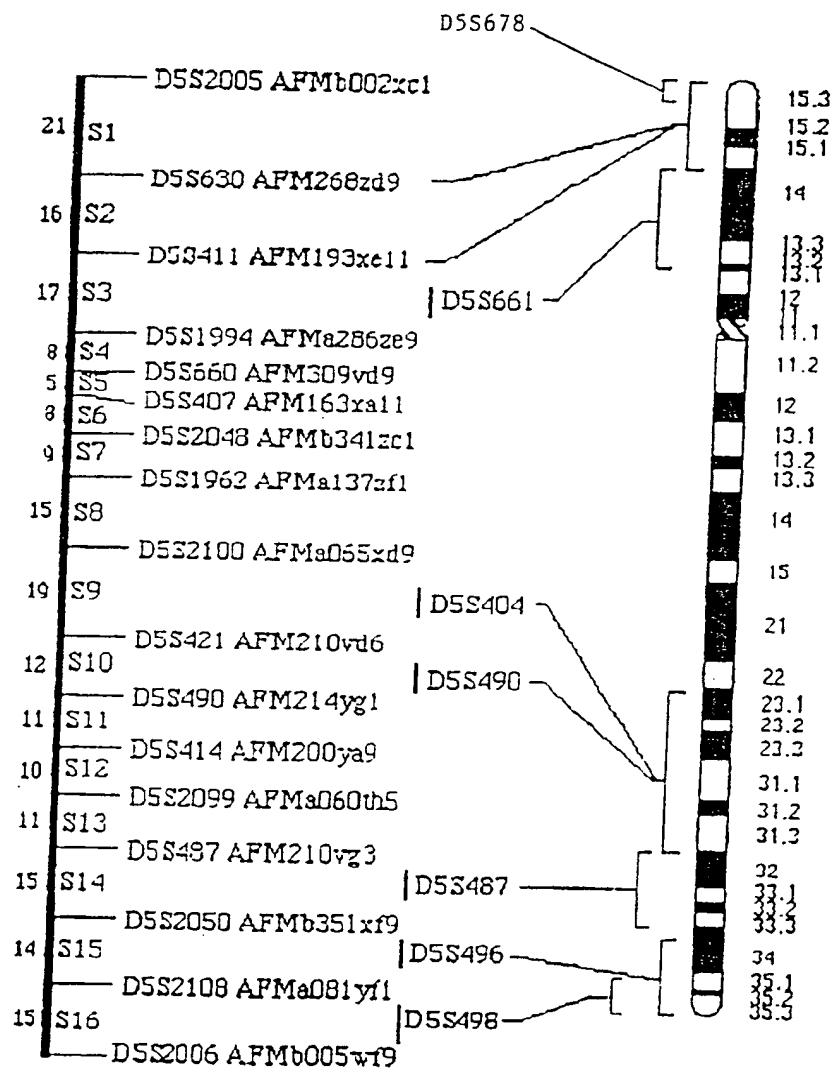 D5S678
D5S2005 AFMb002xc1
21 S1
D5S630 AFM268zd9
16 S2
D5S411 AFM193xe11
17 S3
D5S661
D5S1994 AFMa286ze9
8 S4
D5S660 AFM309vd9
5 S5
D5S407 AFM163xa11
8 S6
D5S2048 AFMb341zc1
9 S7
D5S1962 AFMa137zf1
15 S8
D5S2100 AFMa065xd9
19 S9
D5S404
D5S421 AFM210vd6
12 S10
D5S490
D5S490 AFM214yg1
11 S11
D5S414 AFM200ya9
10 S12
D5S2099 AFMa060th5
11 S13
D5S487 AFM210vg3
15 S14
D5S487
D5S2050 AFMb351xf9
14 S15
D5S496
D5S2108 AFMa081yf1
15 S16
D5S498
D5S2006 AFMb005wf9
15.3
15.2
15.1
14
13.3
13.2
13.1
12
11
11.1
11.2
12
13.1
13.2
13.3
14
15
21
22
23.1
23.2
23.3
31.1
31.2
31.3
32
33.1
33.2
33.3
34
35.1
35.2
35.3